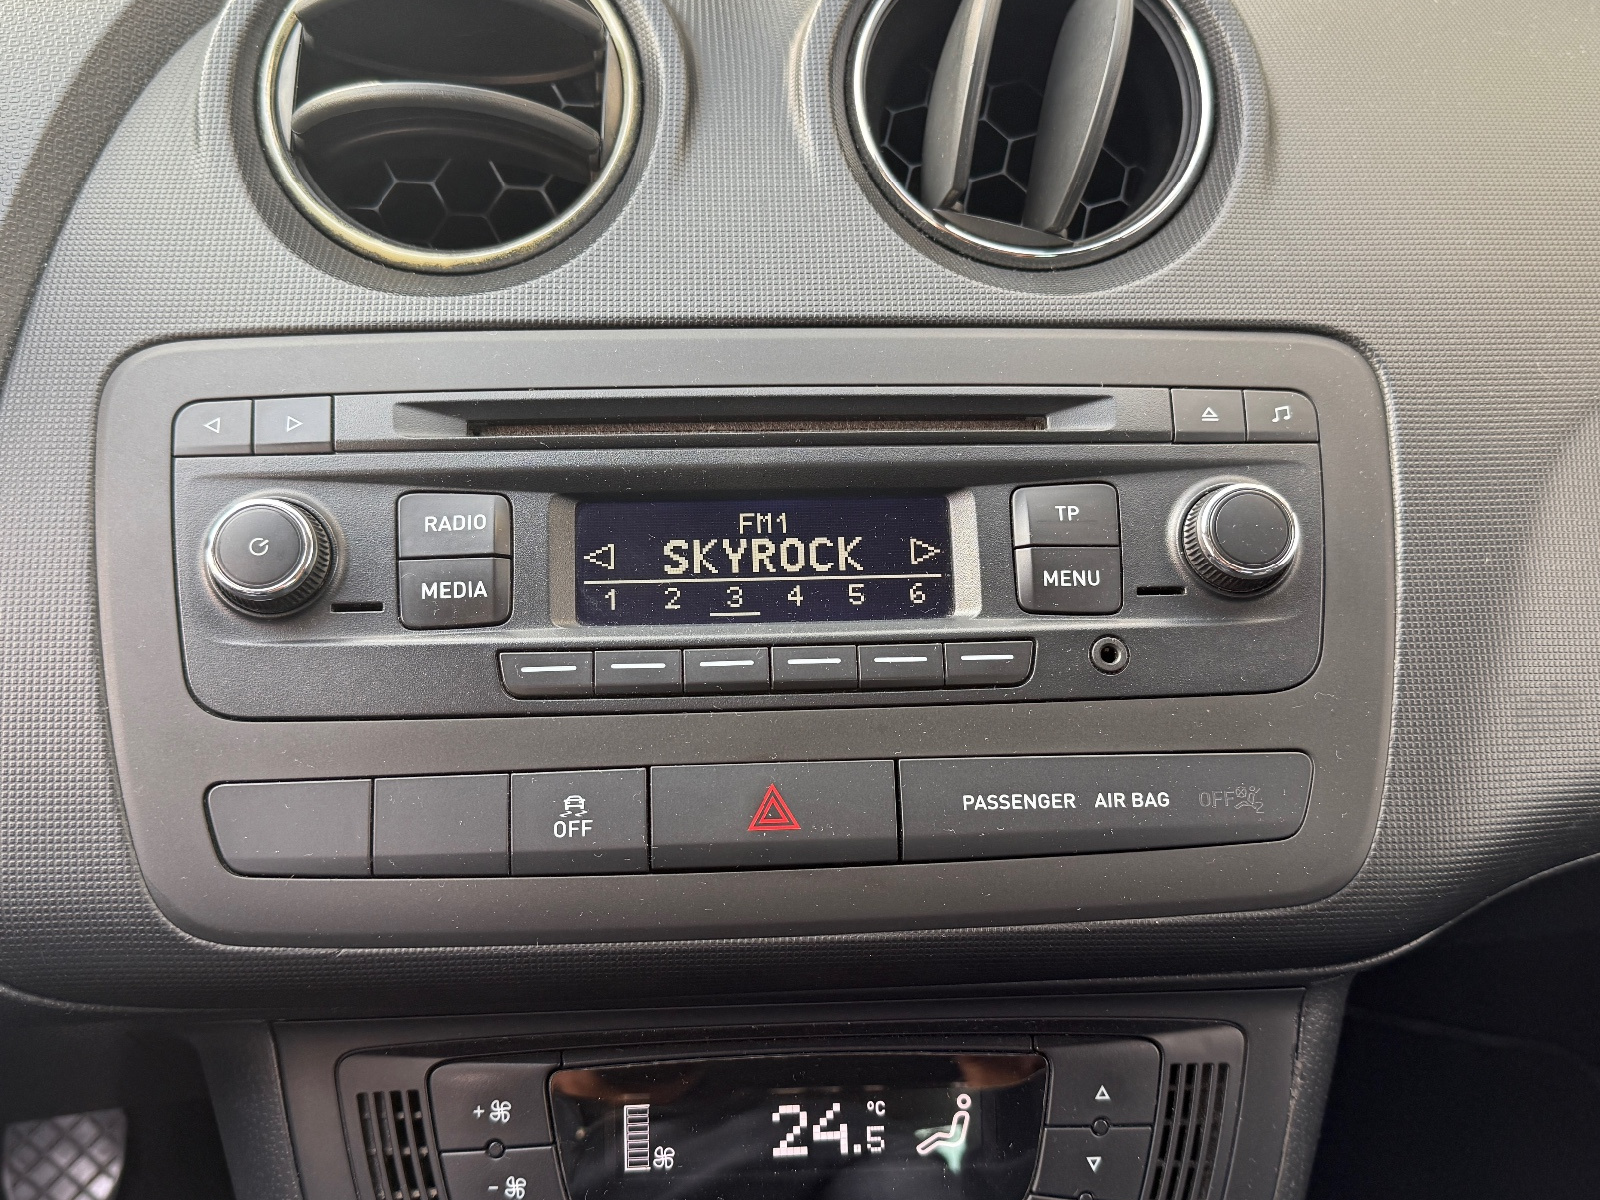 FM1
RADIO
SKYROCK
TP
MEDIA
1 2 3 4 5 6
MENU
OFF
PASSENGER AIR BAG OFF
+
24.5 °C
-